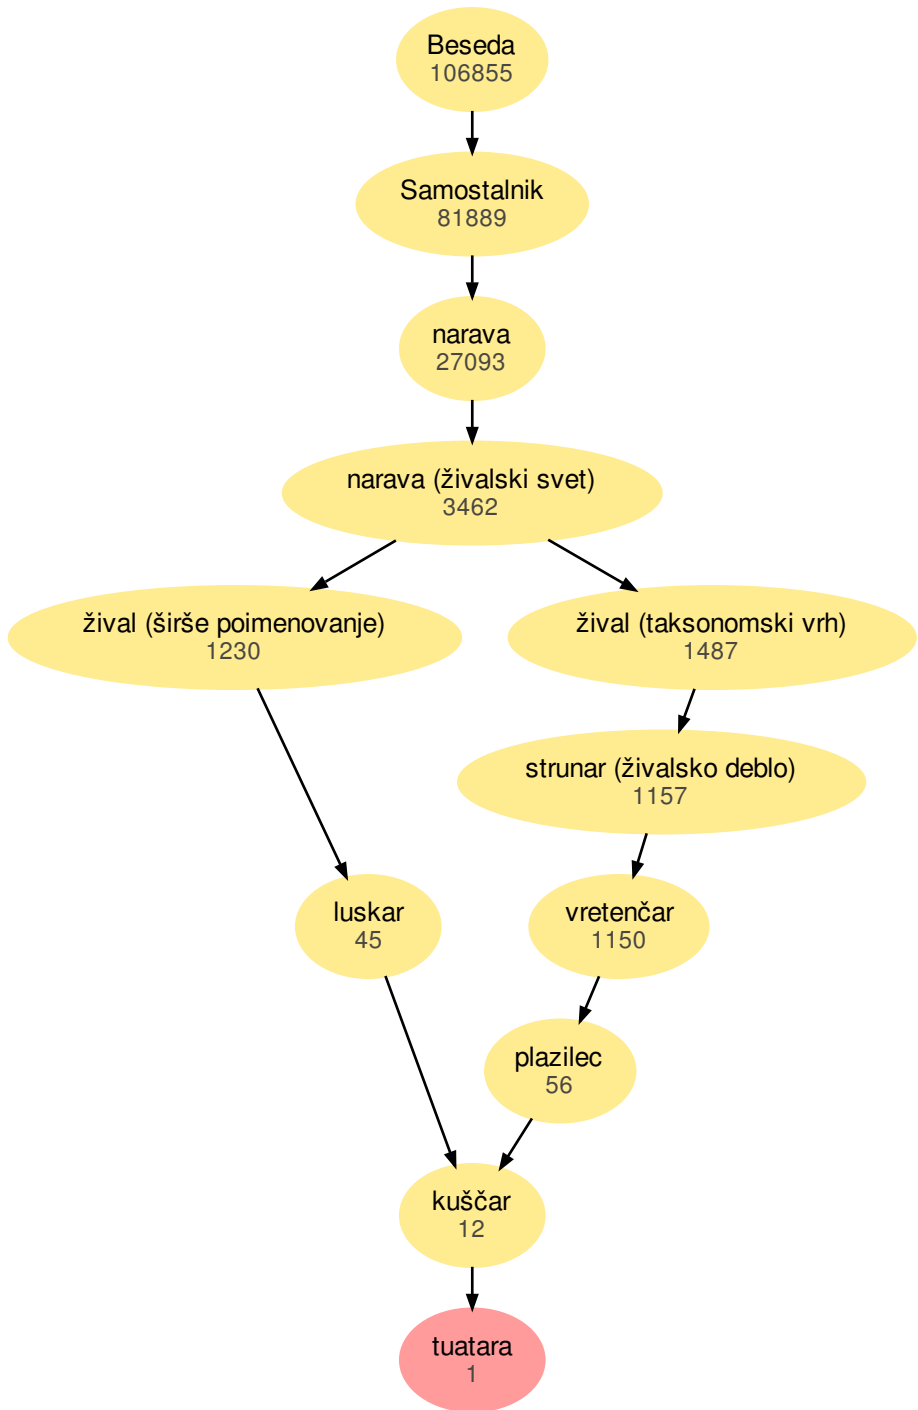 Beseda
106855
Samostalnik
81889
narava
27093
narava (živalski svet)
3462
žival (širše poimenovanje)
1230
žival (taksonomski vrh)
1487
strunar (živalsko deblo)
1157
luskar
45
vretenčar
1150
plazilec
56
kuščar
12
tuatara
1